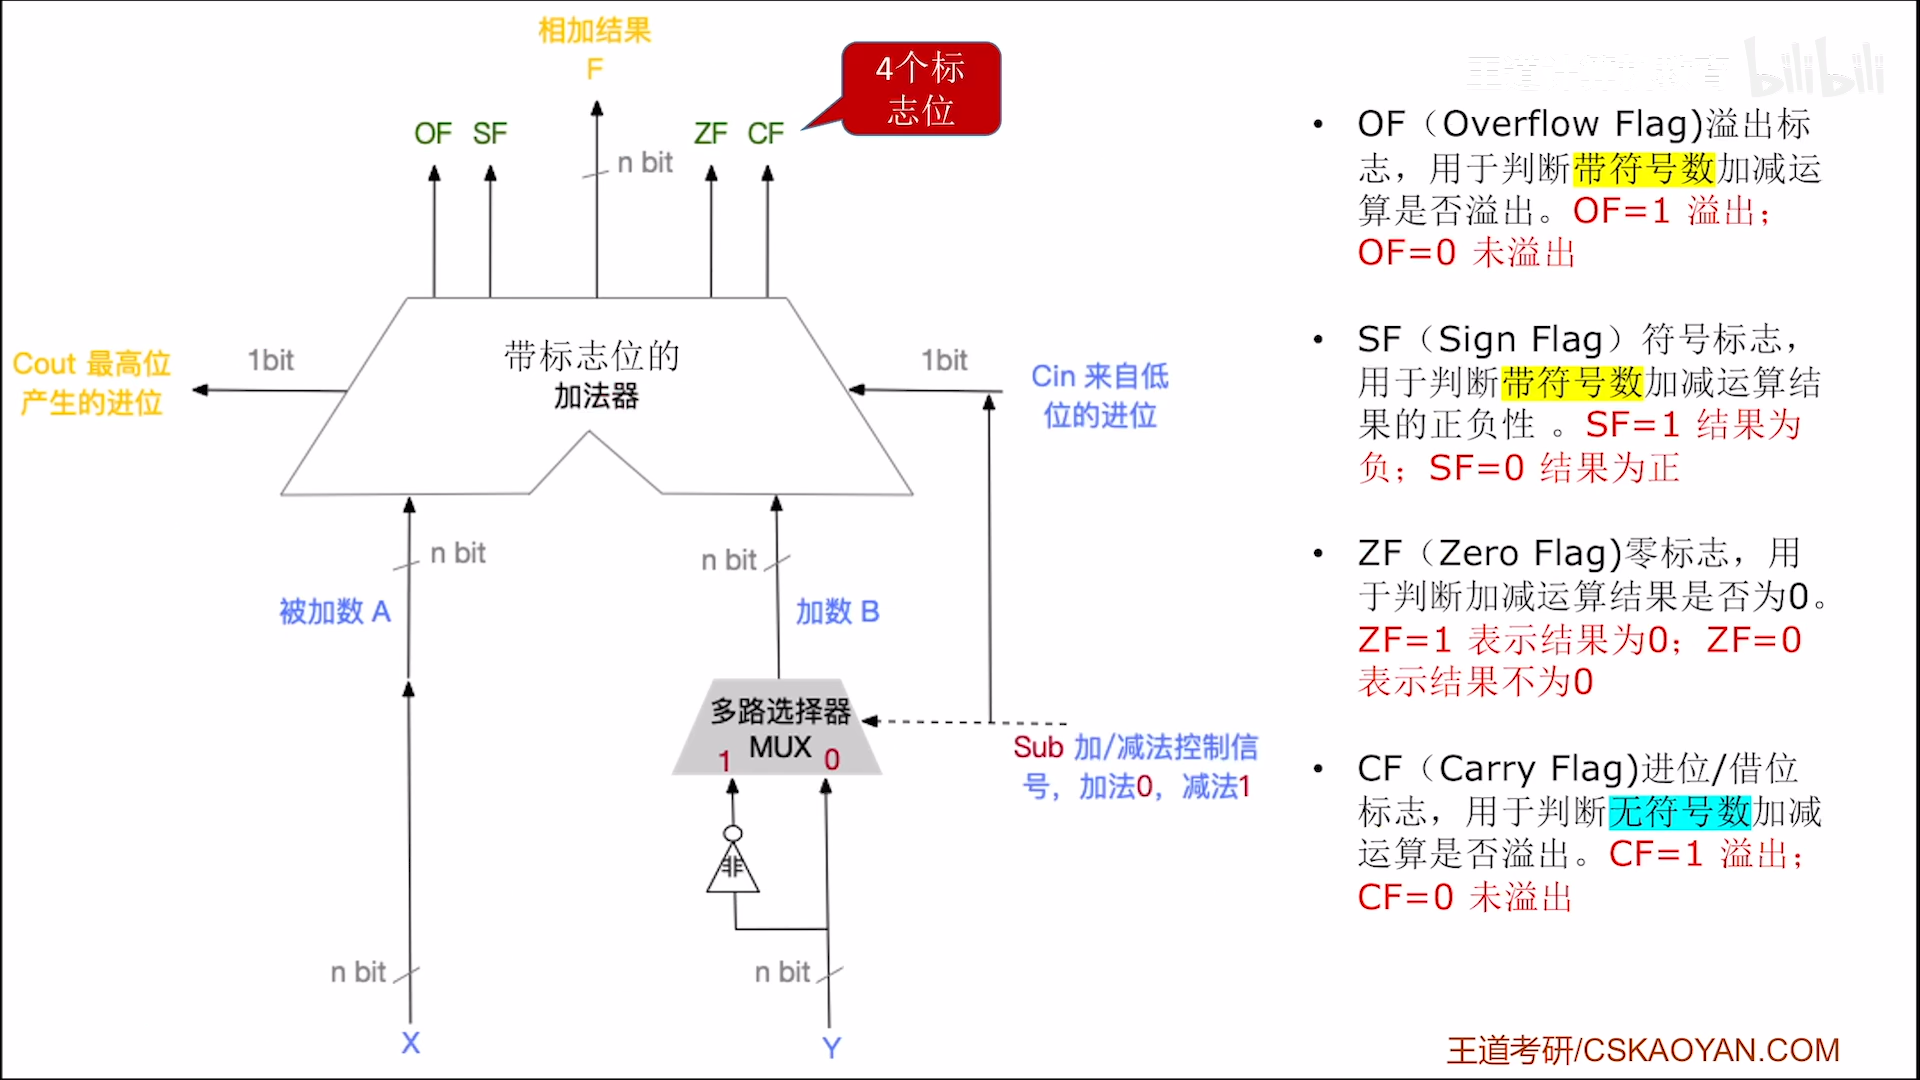 相加结果
F
4个标
志位
OF SF ZF CF
n bit
带标志位的
加法器
Cout 最高位
产生的进位
1bit
1bit
Cin 来自低
位的进位
n bit
被加数 A
n bit
加数 B
多路选择器
MUX
1 0
Sub 加/减法控制信
号，加法0，减法1
非
n bit
X
n bit
Y
• OF（Overflow Flag)溢出标
志，用于判断带符号数加减运
算是否溢出。OF=1 溢出；
OF=0 未溢出
• SF（Sign Flag）符号标志，
用于判断带符号数加减运算结
果的正负性 。SF=1 结果为
负；SF=0 结果为正
• ZF（Zero Flag)零标志，用
于判断加减运算结果是否为0。
ZF=1 表示结果为0；ZF=0
表示结果不为0
• CF（Carry Flag)进位/借位
标志，用于判断无符号数加减
运算是否溢出。CF=1 溢出；
CF=0 未溢出
bilibili
王道考研/CSKAOYAN.COM